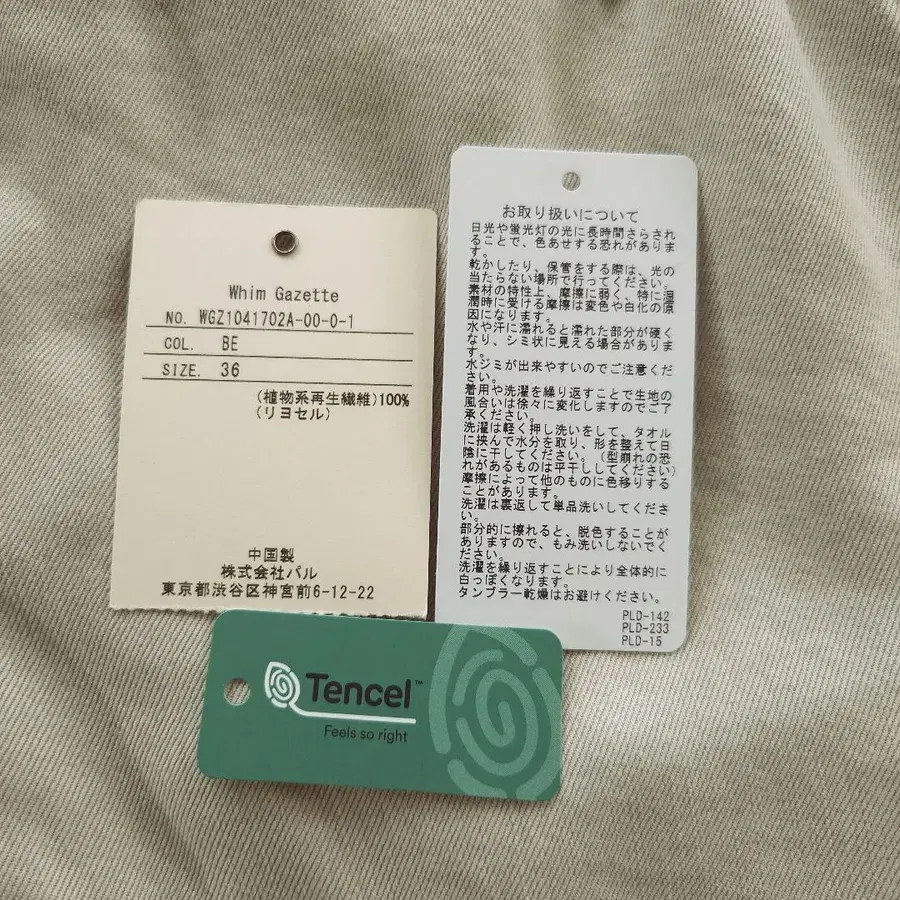 Whim Gazette
NO. WGZ1041702A-00-0-1
COL. BE
SIZE. 36
(植物系再生繊維)100%
(リヨセル)
中国製
株式会社パル
東京都渋谷区神宮前6-12-22
お取り扱いについて
日光や蛍光灯の光に長時間さらされ
ることで、色あせする恐れがありま
す。
乾かしたり、保管をする際は、光の
当たらない場所で行ってください。
素材の特性上、摩擦に弱く、特に湿
潤時に受ける摩擦は変色や白化の原
因になります。
水や汗に濡れると濡れた部分が硬く
なり、シミ状に見える場合がありま
す。
水ジミが出来やすいのでご注意くだ
さい。
着用や洗濯を繰り返すことで生地の
風合いは徐々に変化しますのでご了
承ください。
洗濯は軽く押し洗いをして、タオル
に挟んで水分を取り、形を整えて日
陰に干してください。(型崩れの恐
れがあるものは平干ししてください)
摩擦によって他のものに色移りする
ことがあります。
洗濯は裏返して単品洗いしてくださ
い。
部分的に擦れると、脱色することが
ありますので、もみ洗いしないでく
ださい。
洗濯を繰り返すことにより全体的に
白っぽくなります。
タンブラー乾燥はお避けください。
PLD-142
PLD-233
PLD-15
Tencel™
Feels so right